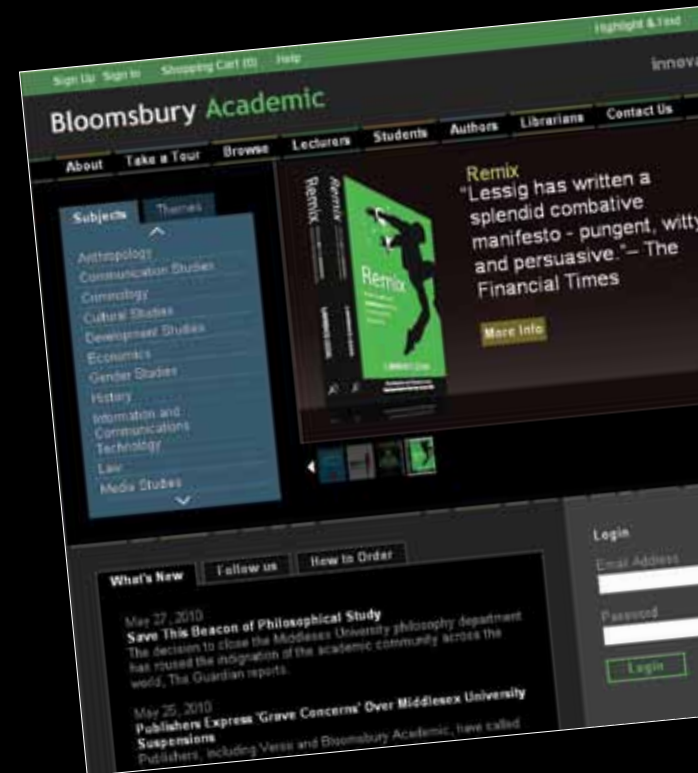 Sign Up Sign In Shopping Cart (0) Help Highlight & Find
Bloomsbury Academic
innova
About Take a Tour Browse Lecturers Students Authors Librarians Contact Us
Subjects Themes
Anthropology
Communication Studies
Criminology
Cultural Studies
Development Studies
Economics
Gender Studies
History
Information and
Communications
Technology
Law
Media Studies
Remix
Remix
Remix
Remix
"Lessig has written a
splendid combative
manifesto - pungent, witty
and persuasive."– The
Financial Times
More Info
What's New Follow us How to Order
May 27, 2010
Save This Beacon of Philosophical Study
The decision to close the Middlesex University philosophy department
has roused the indignation of the academic community across the
world, The Guardian reports.
May 25, 2010
Publishers Express 'Grave Concerns' Over Middlesex University
Suspensions
Publishers, including Verso and Bloomsbury Academic, have called
Login
Email Address
Password
Login